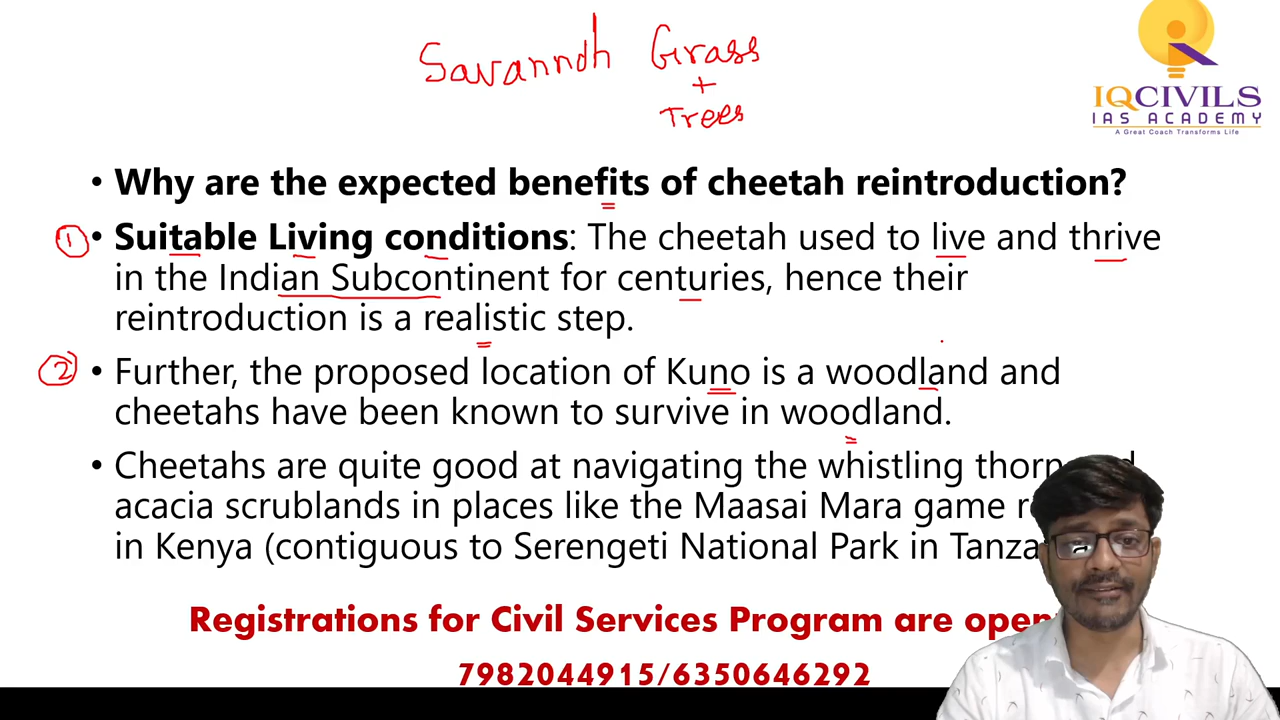 Savannah Grass
+
Trees
IQCIVILS
IAS ACADEMY
A Great Coach Transforms Life
• Why are the expected benefits of cheetah reintroduction?
① • Suitable Living conditions: The cheetah used to live and thrive
in the Indian Subcontinent for centuries, hence their
reintroduction is a realistic step.
② • Further, the proposed location of Kuno is a woodland and
cheetahs have been known to survive in woodland.
• Cheetahs are quite good at navigating the whistling thorn
acacia scrublands in places like the Maasai Mara game
in Kenya (contiguous to Serengeti National Park in
Registrations for Civil Services Program are open
7982044915/6350646292